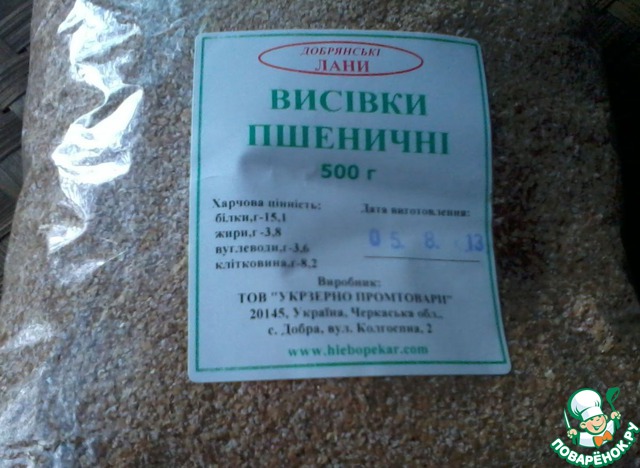 ДОБРЯНСЬКІ
ЛАНИ
ВИСІВКИ
ПШЕНИЧНІ
500 г
Харчова цінність:
білки,г-15,1
жири,г -3,8
вуглеводи,г-3,6
клітковина,г-8,2
Дата виготовлення:
05. 8. 13
Виробник:
ТОВ "УКРЗЕРНО ПРОМТОВАРИ"
20145, Україна, Черкаська обл.,
с. Добра, вул. Колгоспна, 2
www.hlebopekar.com
ПОВАРЁНОК.РУ